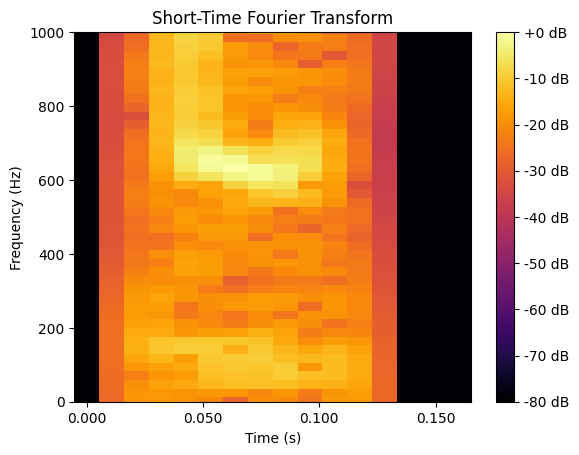 Short-Time Fourier Transform
1000
800
600
400
200
0
Frequency (Hz)
0.000
0.050
0.100
0.150
Time (s)
+0 dB
-10 dB
-20 dB
-30 dB
-40 dB
-50 dB
-60 dB
-70 dB
-80 dB